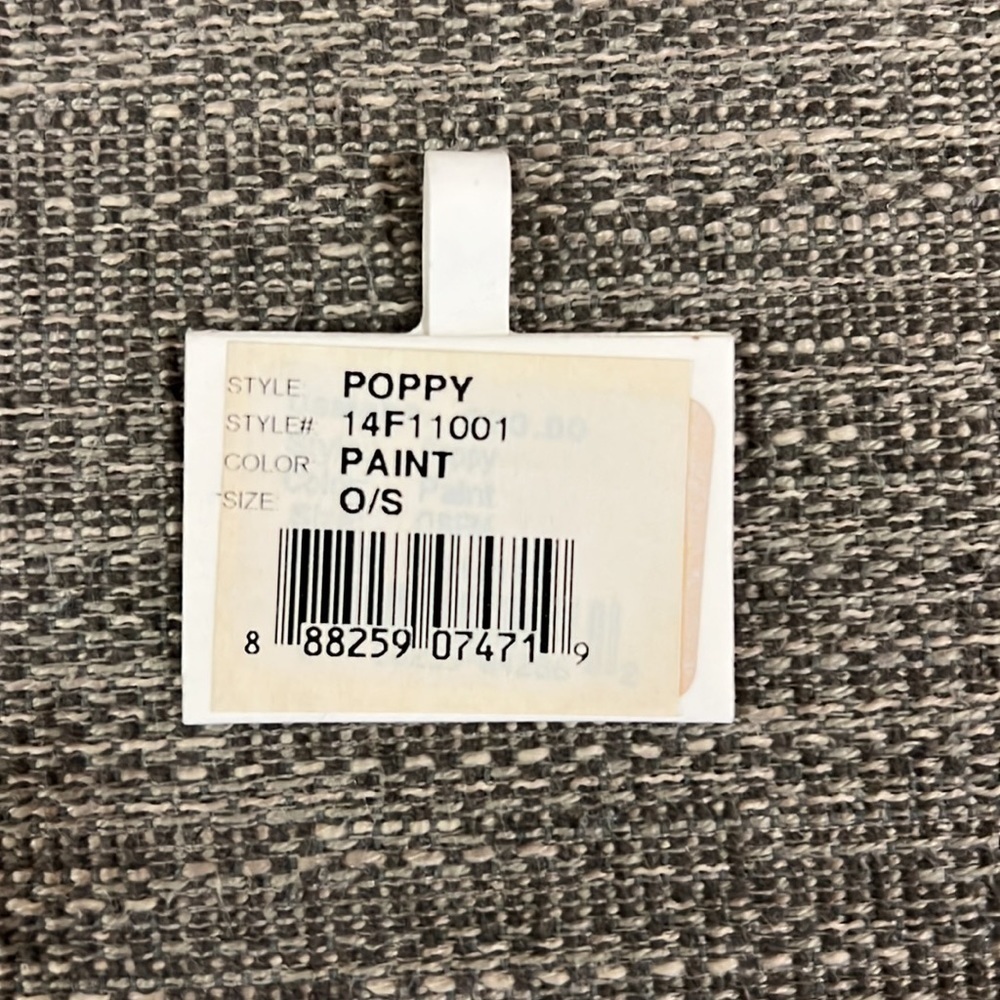 STYLE POPPY
STYLE# 14F11001
COLOR PAINT
SIZE O/S
8 88259 07471 9